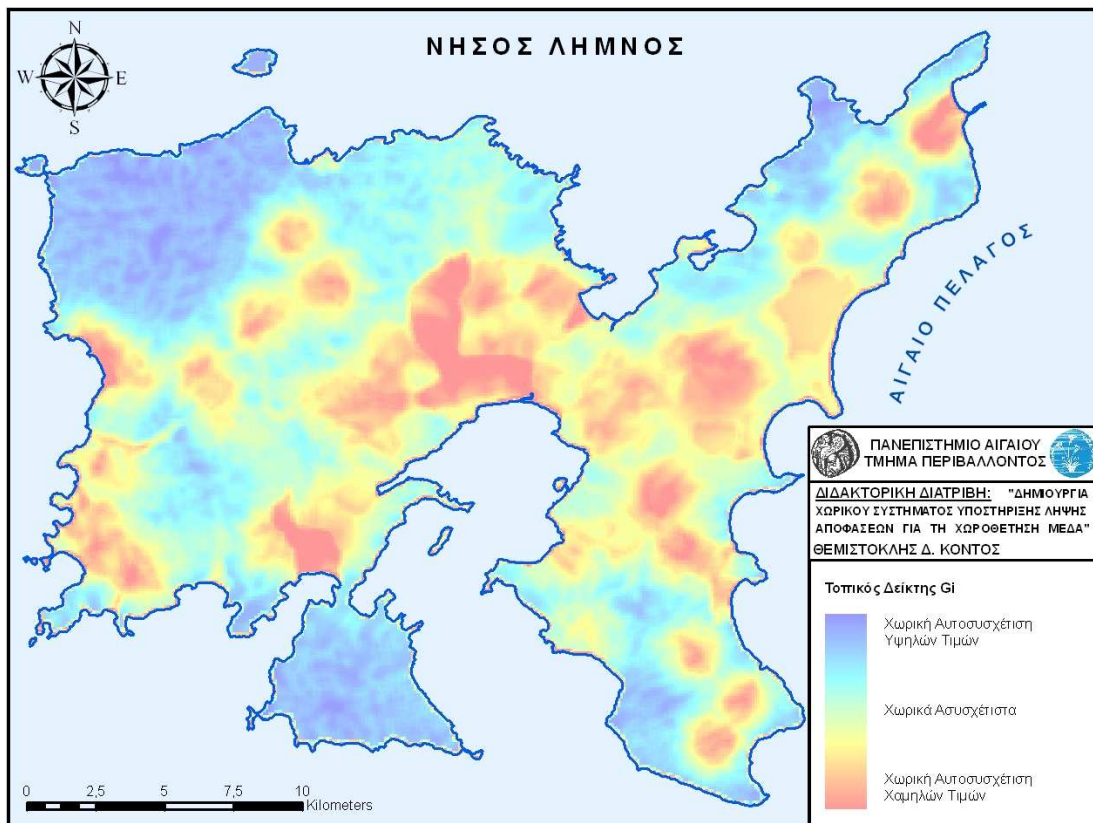 ΝΗΣΟΣ ΛΗΜΝΟΣ
N
W E
S
ΑΙΓΑΙΟ ΠΕΛΑΓΟΣ
ΠΑΝΕΠΙΣΤΗΜΙΟ ΑΙΓΑΙΟΥ
ΤΜΗΜΑ ΠΕΡΙΒΑΛΛΟΝΤΟΣ
ΔΙΔΑΚΤΟΡΙΚΗ ΔΙΑΤΡΙΒΗ: "ΔΗΜΙΟΥΡΓΙΑ
ΧΩΡΙΚΟΥ ΣΥΣΤΗΜΑΤΟΣ ΥΠΟΣΤΗΡΙΞΗΣ ΛΗΨΗΣ
ΑΠΟΦΑΣΕΩΝ ΓΙΑ ΤΗ ΧΩΡΟΘΕΤΗΣΗ ΜΕΔΑ"
ΘΕΜΙΣΤΟΚΛΗΣ Δ. ΚΟΝΤΟΣ
Τοπικός Δείκτης Gi
Χωρική Αυτοσυσχέτιση
Υψηλών Τιμών
Χωρικά Ασυσχέτιστα
Χωρική Αυτοσυσχέτιση
Χαμηλών Τιμών
0 2,5 5 7,5 10
Kilometers